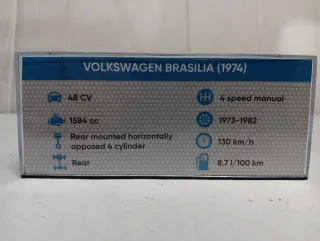 VOLKSWAGEN BRASILIA (1974)
48 CV
4 speed manual
1584 cc
1973-1982
Rear mounted horizontally
opposed 4 cylinder
130 km/h
Rear
8,7 l/100 km